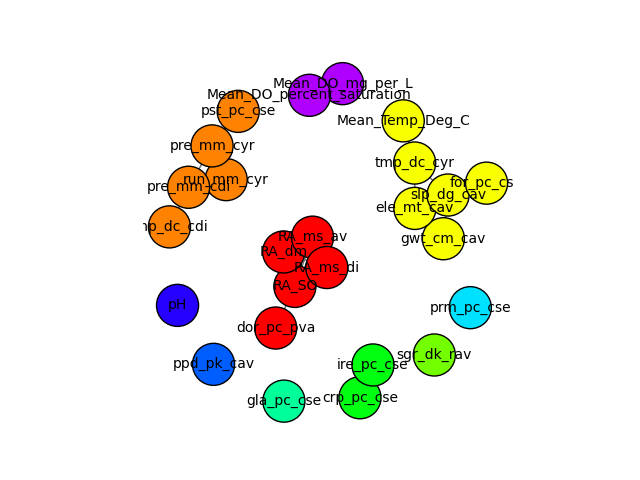 Mean_DO_mg_per_L
Mean_DO_percent_saturation
pst_pc_cse
Mean_Temp_Deg_C
pre_mm_cyr
tmp_dc_cyr
run_mm_cyr
pre_mm_cdi
for_pc_cs
slp_dg_cav
ele_mt_cav
mp_dc_cdi
RA_ms_av
gwt_cm_cav
RA_dm
RA_ms_di
RA_SO
pH
prm_pc_cse
dor_pc_pva
sgr_dk_rav
ppd_pk_cav
ire_pc_cse
gla_pc_cse
crp_pc_cse